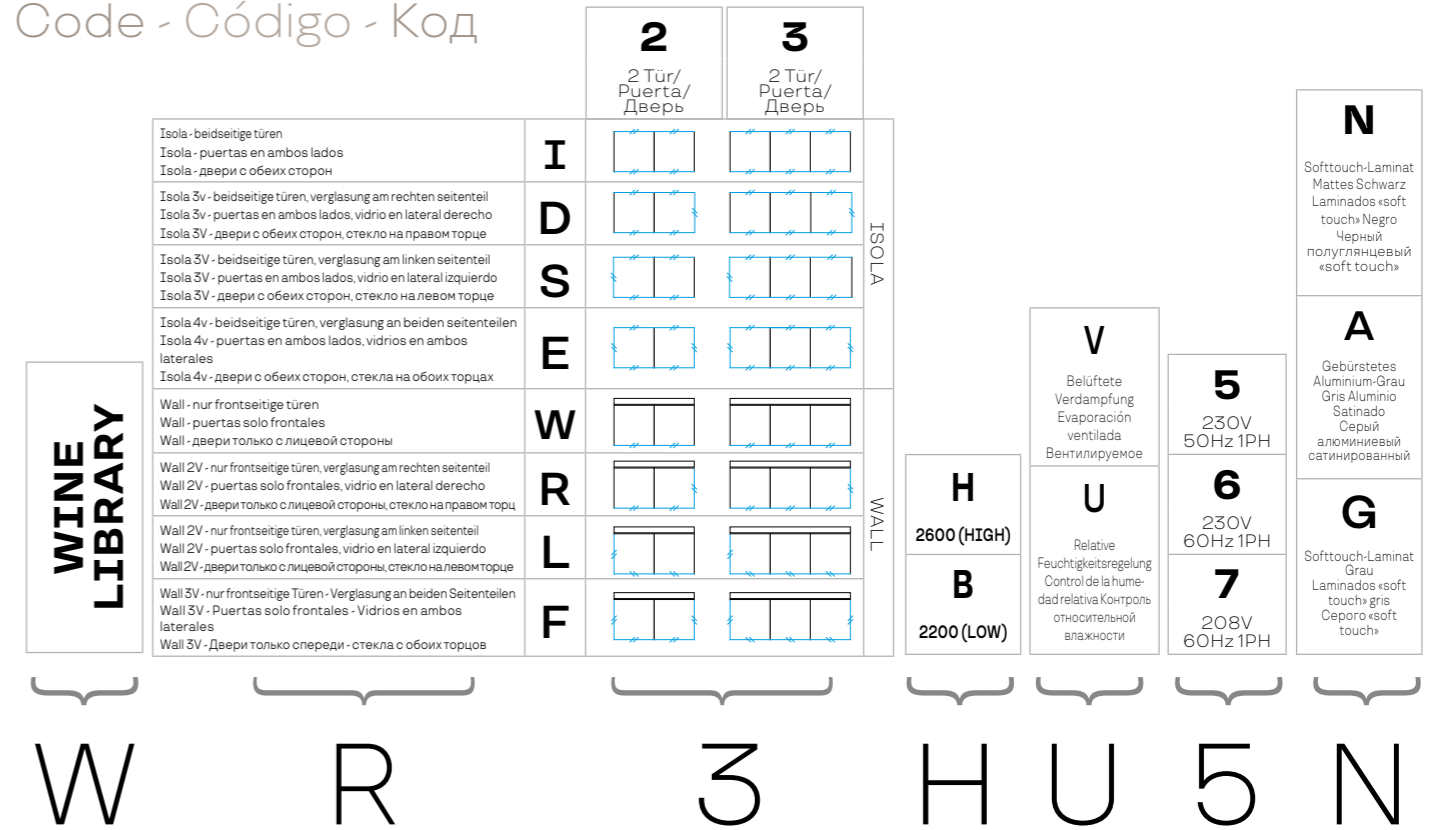 Code - Código - Код
2
2 Tür/
Puerta/
Дверь
3
2 Tür/
Puerta/
Дверь
Isola - beidseitige türen
Isola - puertas en ambos lados
Isola - двери с обеих сторон
I
Isola 3v - beidseitige türen, verglasung am rechten seitenteil
Isola 3v - puertas en ambos lados, vidrio en lateral derecho
Isola 3V - двери с обеих сторон, стекло на правом торце
D
Isola 3V - beidseitige türen, verglasung am linken seitenteil
Isola 3V - puertas en ambos lados, vidrio en lateral izquierdo
Isola 3V - двери с обеих сторон, стекло на левом торце
S
Isola 4v - beidseitige türen, verglasung an beiden seitenteilen
Isola 4v - puertas en ambos lados, vidrios en ambos
laterales
Isola 4v - двери с обеих сторон, стекла на обоих торцах
E
ISOLA
Wall - nur frontseitige türen
Wall - puertas solo frontales
Wall - двери только с лицевой стороны
W
Wall 2V - nur frontseitige türen, verglasung am rechten seitenteil
Wall 2V - puertas solo frontales, vidrio en lateral derecho
Wall 2V - двери только с лицевой стороны, стекло на правом торц
R
Wall 2V - nur frontseitige türen, verglasung am linken seitenteil
Wall 2V - puertas solo frontales, vidrio en lateral izquierdo
Wall 2V - двери только с лицевой стороны, стекло на левом торце
L
Wall 3V - nur frontseitige Türen - Verglasung an beiden Seitenteilen
Wall 3V - Puertas solo frontales - Vidrios en ambos
laterales
Wall 3V - Двери только спереди - стекла с обоих торцов
F
WALL
WINE
LIBRARY
H
2600 (HIGH)
B
2200 (LOW)
V
Belüftete
Verdampfung
Evaporación
ventilada
Вентилируемое
U
Relative
Feuchtigkeitsregelung
Control de la hume-
dad relativa Контроль
относительной
влажности
5
230V
50Hz 1PH
6
230V
60Hz 1PH
7
208V
60Hz 1PH
N
Softtouch-Laminat
Mattes Schwarz
Laminados «soft
touch» Negro
Черный
полуглянцевый
«soft touch»
A
Gebürstetes
Aluminium-Grau
Gris Aluminio
Satinado
Серый
алюминиевый
сатинированный
G
Softtouch-Laminat
Grau
Laminados «soft
touch» gris
Серого «soft
touch»
W R 3 H U 5 N